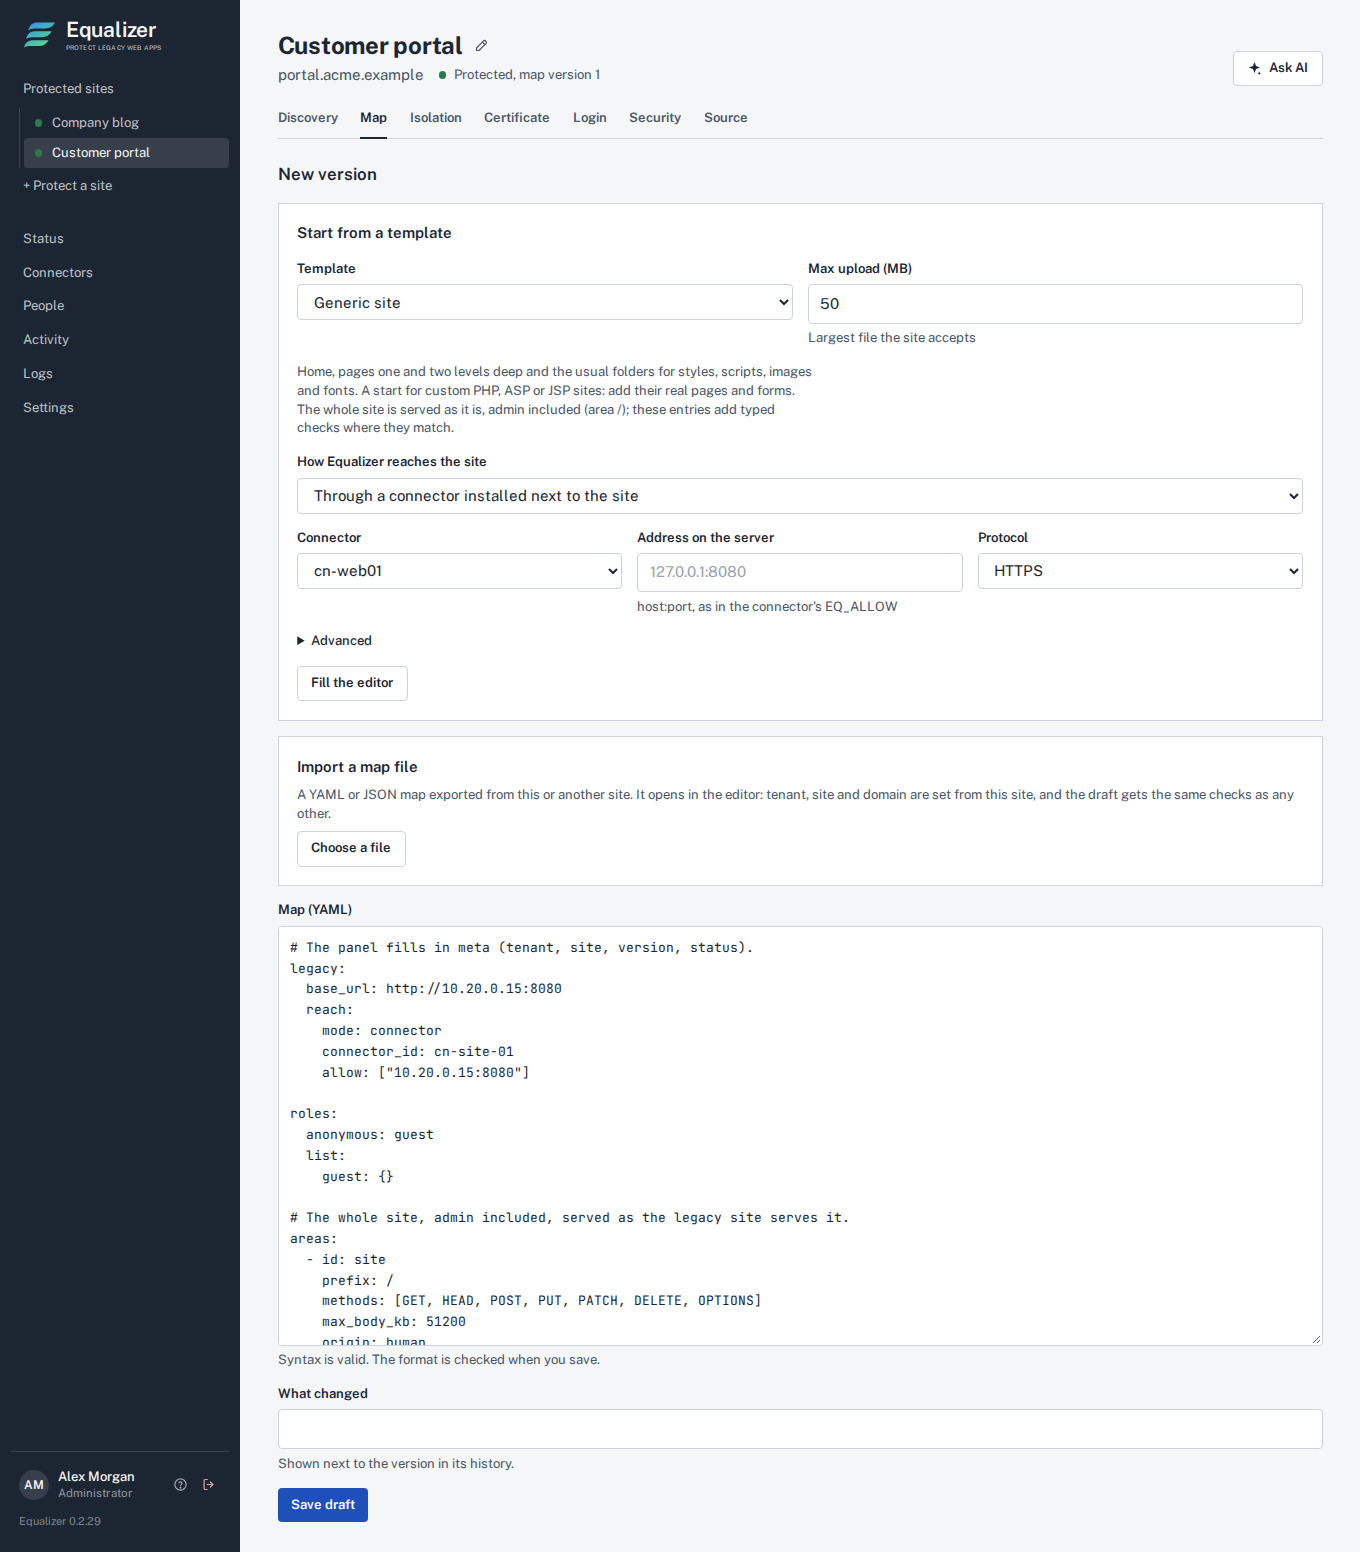 Equalizer
PROTECT LEGACY WEB APPS
Protected sites
Company blog
Customer portal
+ Protect a site
Status
Connectors
People
Activity
Logs
Settings
AM
Alex Morgan
Administrator
Equalizer 0.2.29
Customer portal
portal.acme.example
Protected, map version 1
Ask AI
Discovery Map Isolation Certificate Login Security Source
New version
Start from a template
Template
Generic site
Max upload (MB)
50
Largest file the site accepts
Home, pages one and two levels deep and the usual folders for styles, scripts, images
and fonts. A start for custom PHP, ASP or JSP sites: add their real pages and forms.
The whole site is served as it is, admin included (area /); these entries add typed
checks where they match.
How Equalizer reaches the site
Through a connector installed next to the site
Connector
cn-web01
Address on the server
127.0.0.1:8080
host:port, as in the connector's EQ_ALLOW
Protocol
HTTPS
Advanced
Fill the editor
Import a map file
A YAML or JSON map exported from this or another site. It opens in the editor: tenant, site and domain are set from this site, and the draft gets the same checks as any
other.
Choose a file
Map (YAML)
# The panel fills in meta (tenant, site, version, status).
legacy:
  base_url: http://10.20.0.15:8080
  reach:
    mode: connector
    connector_id: cn-site-01
    allow: ["10.20.0.15:8080"]
roles:
  anonymous: guest
  list:
    guest: {}
# The whole site, admin included, served as the legacy site serves it.
areas:
  - id: site
    prefix: /
    methods: [GET, HEAD, POST, PUT, PATCH, DELETE, OPTIONS]
    max_body_kb: 51200
    origin: human
Syntax is valid. The format is checked when you save.
What changed
Shown next to the version in its history.
Save draft